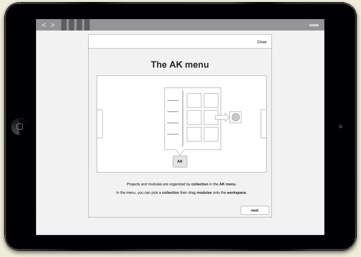 < >
close
Close
The AK menu
AK
Projects and modules are organized by collection in the AK menu.
In the menu, you can pick a collection then drag modules onto the workspace.
next